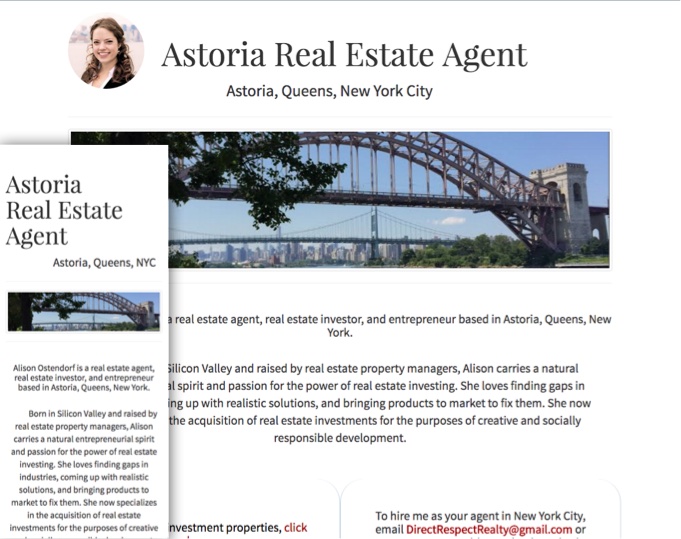 Astoria Real Estate Agent
Astoria, Queens, New York City
a real estate agent, real estate investor, and entrepreneur based in Astoria, Queens, New
York.
Silicon Valley and raised by real estate property managers, Alison carries a natural
al spirit and passion for the power of real estate investing. She loves finding gaps in
ing up with realistic solutions, and bringing products to market to fix them. She now
the acquisition of real estate investments for the purposes of creative and socially
responsible development.
nvestment properties, click
To hire me as your agent in New York City,
email DirectRespectRealty@gmail.com or
Astoria
Real Estate
Agent
Astoria, Queens, NYC
Alison Ostendorf is a real estate agent,
real estate investor, and entrepreneur
based in Astoria, Queens, New York.
Born in Silicon Valley and raised by
real estate property managers, Alison
carries a natural entrepreneurial spirit
and passion for the power of real estate
investing. She loves finding gaps in
industries, coming up with realistic
solutions, and bringing products to
market to fix them. She now specializes
in the acquisition of real estate
investments for the purposes of creative